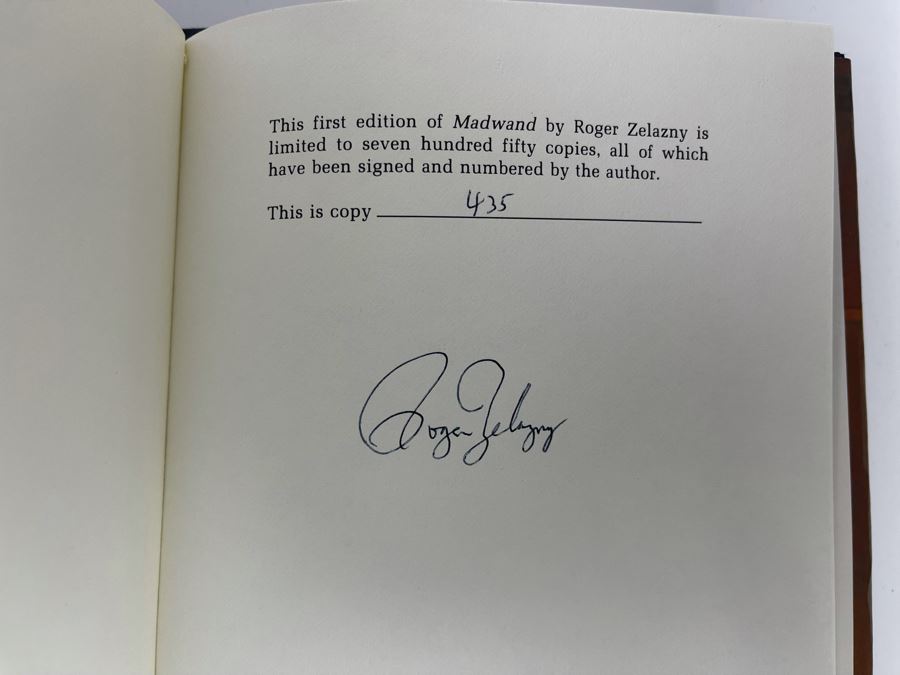 This first edition of Madwand by Roger Zelazny is
limited to seven hundred fifty copies, all of which
have been signed and numbered by the author.
This is copy 435
Roger Zelazny